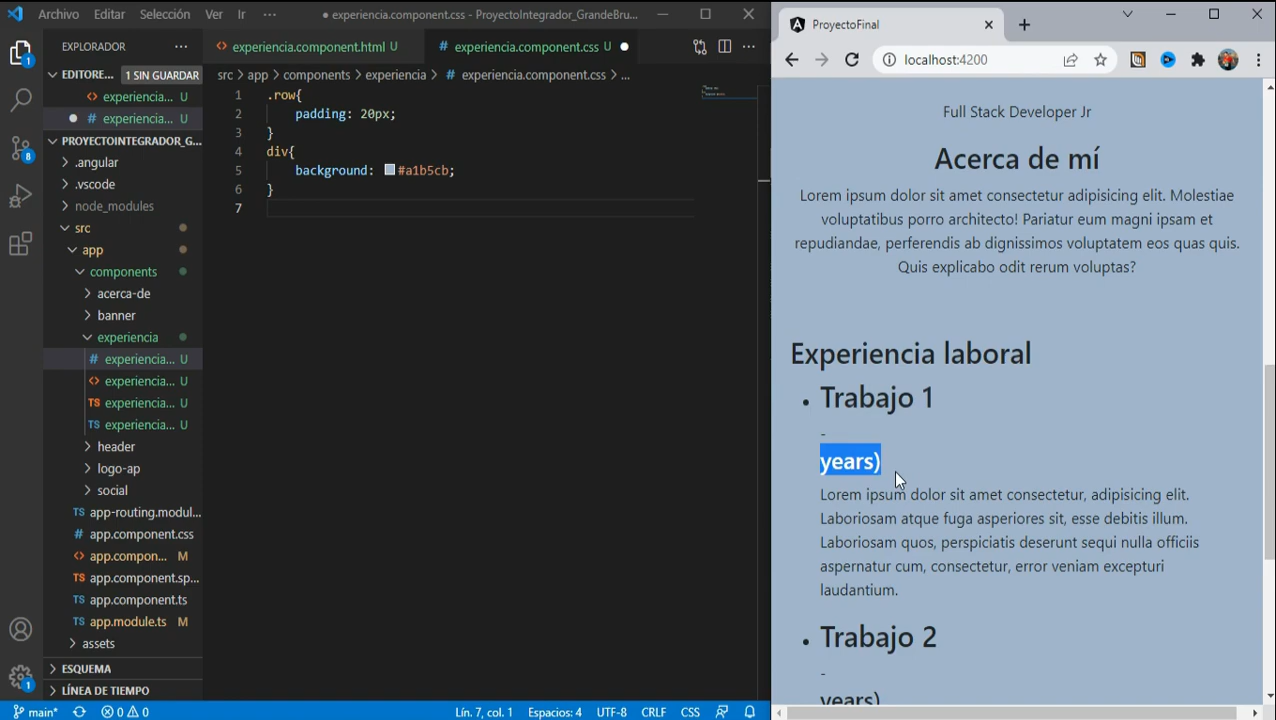 Archivo Editar Selección Ver Ir ··· ● experiencia.component.css - ProyectoIntegrador_GrandeBru...
EXPLORADOR ···
EDITORE... 1 SIN GUARDAR
experiencia... U
experiencia... U
PROYECTOINTEGRADOR_G...
.angular
.vscode
node_modules
src
app
components
acerca-de
banner
experiencia
experiencia... U
experiencia... U
experiencia... U
experiencia... U
header
logo-ap
social
app-routing.modul...
app.component.css
app.compon... M
app.component.sp...
app.component.ts
app.module.ts M
assets
ESQUEMA
LÍNEA DE TIEMPO
experiencia.component.html U
experiencia.component.css U
src > app > components > experiencia > # experiencia.component.css > ...
1 .row{
2 padding: 20px;
3 }
4 div{
5 background: #a1b5cb;
6 }
7
main* 0 0 Lín. 7, col. 1 Espacios: 4 UTF-8 CRLF CSS
ProyectoFinal
localhost:4200
Full Stack Developer Jr
Acerca de mí
Lorem ipsum dolor sit amet consectetur adipisicing elit. Molestiae
voluptatibus porro architecto! Pariatur eum magni ipsam et
repudiandae, perferendis ab dignissimos voluptatem eos quas quis.
Quis explicabo odit rerum voluptas?
Experiencia laboral
• Trabajo 1
-
years)
Lorem ipsum dolor sit amet consectetur, adipisicing elit.
Laboriosam atque fuga asperiores sit, esse debitis illum.
Laboriosam quos, perspiciatis deserunt sequi nulla officiis
aspernatur cum, consectetur, error veniam excepturi
laudantium.
• Trabajo 2
-
years)